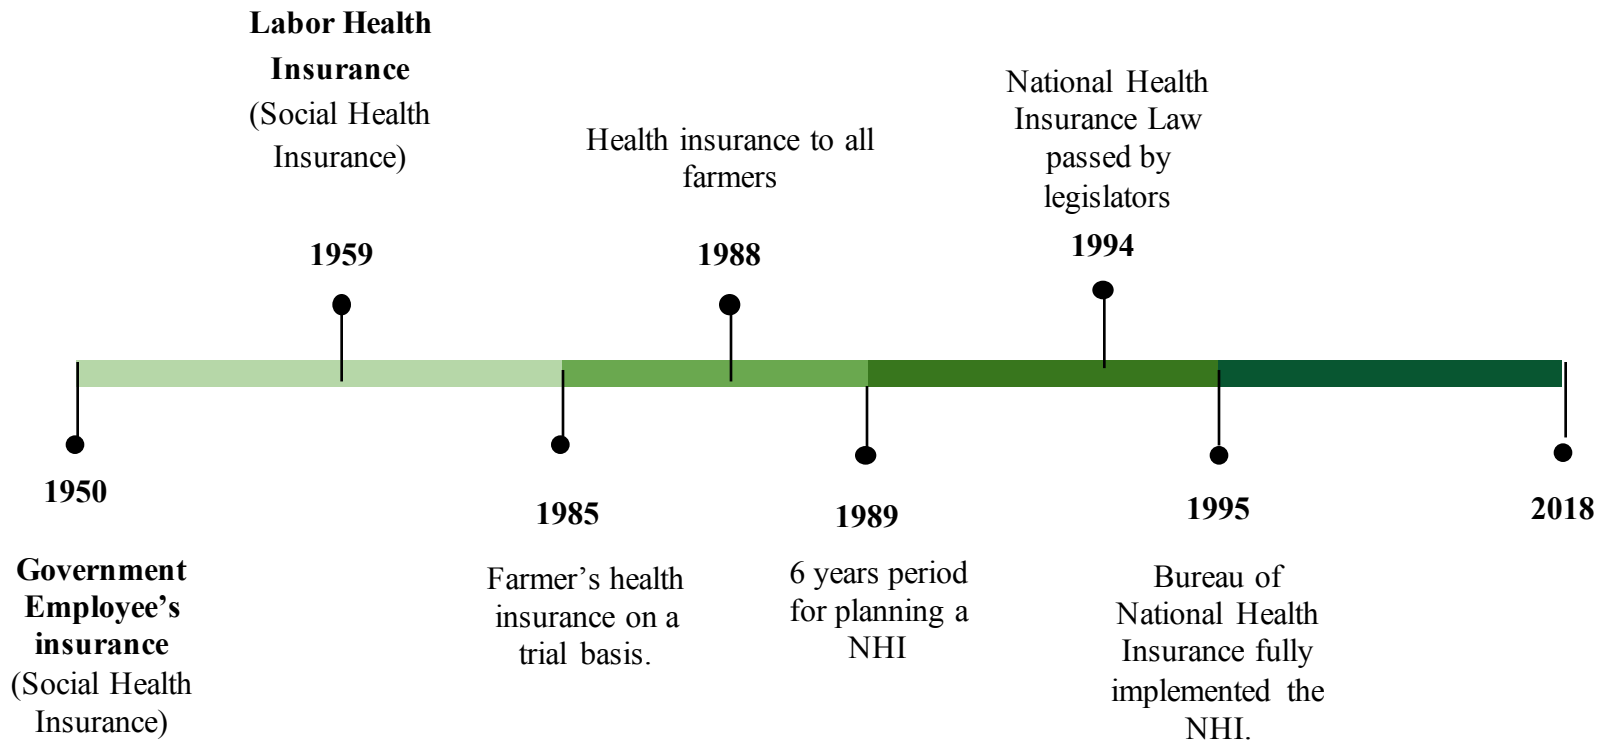 Labor Health
Insurance
(Social Health
Insurance)
1959
Health insurance to all
farmers
1988
National Health
Insurance Law
passed by
legislators
1994
1950
Government
Employee’s
insurance
(Social Health
Insurance)
1985
Farmer’s health
insurance on a
trial basis.
1989
6 years period
for planning a
NHI
1995
Bureau of
National Health
Insurance fully
implemented the
NHI.
2018